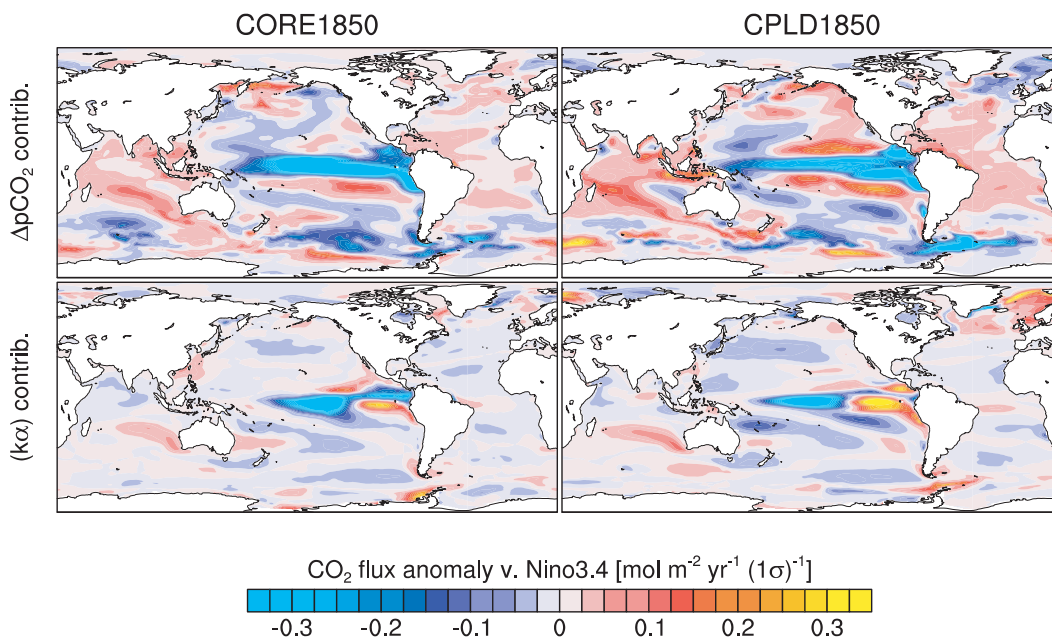 CORE1850 CPLD1850
ΔpCO₂ contrib.
(kα) contrib.
CO₂ flux anomaly v. Nino3.4 [mol m⁻² yr⁻¹ (1σ)⁻¹]
-0.3 -0.2 -0.1 0 0.1 0.2 0.3